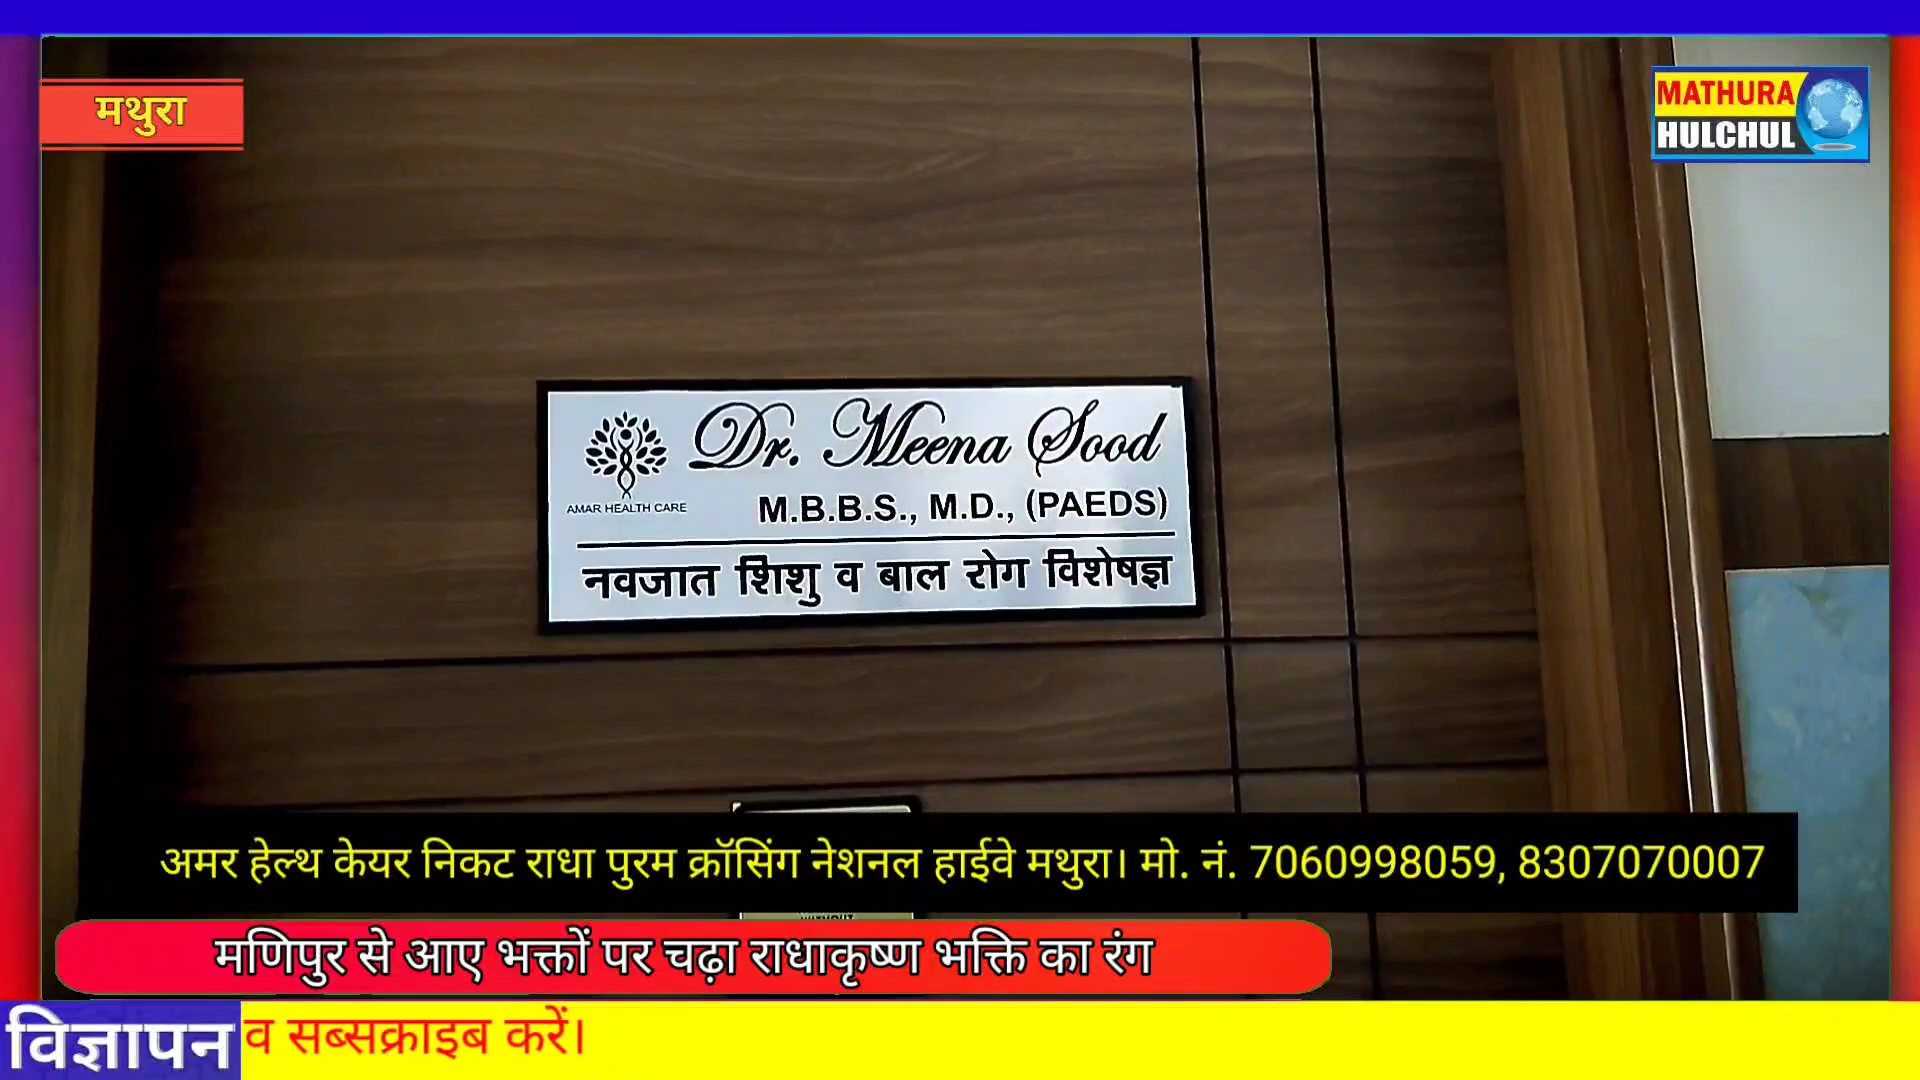 मथुरा
MATHURA
HULCHUL
Dr. Meena Sood
AMAR HEALTH CARE
M.B.B.S., M.D., (PAEDS)
नवजात शिशु व बाल रोग विशेषज्ञ
अमर हेल्थ केयर निकट राधा पुरम क्रॉसिंग नेशनल हाईवे मथुरा। मो. नं. 7060998059, 8307070007
मणिपुर से आए भक्तों पर चढ़ा राधाकृष्ण भक्ति का रंग
विज्ञापन व सब्सक्राइब करें।